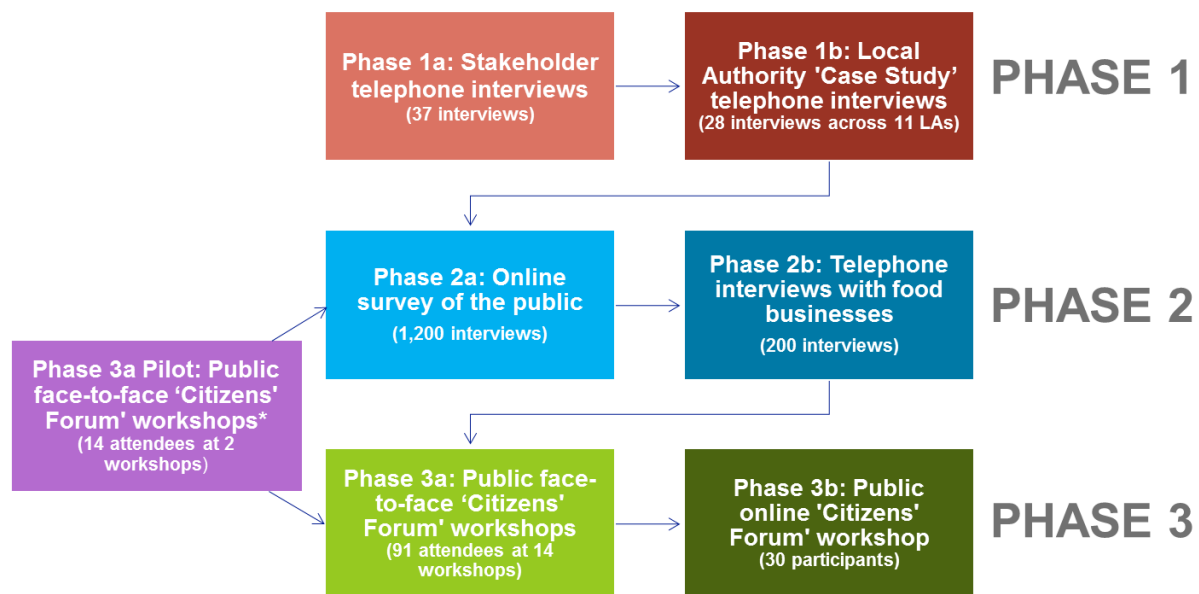 Phase 1a: Stakeholder
telephone interviews
(37 interviews)
Phase 1b: Local
Authority 'Case Study’
telephone interviews
(28 interviews across 11 LAs)
PHASE 1
Phase 2a: Online
survey of the public
(1,200 interviews)
Phase 2b: Telephone
interviews with food
businesses
(200 interviews)
PHASE 2
Phase 3a Pilot: Public
face-to-face ‘Citizens'
Forum' workshops*
(14 attendees at 2
workshops)
Phase 3a: Public face-
to-face ‘Citizens'
Forum' workshops
(91 attendees at 14
workshops)
Phase 3b: Public
online 'Citizens'
Forum' workshop
(30 participants)
PHASE 3